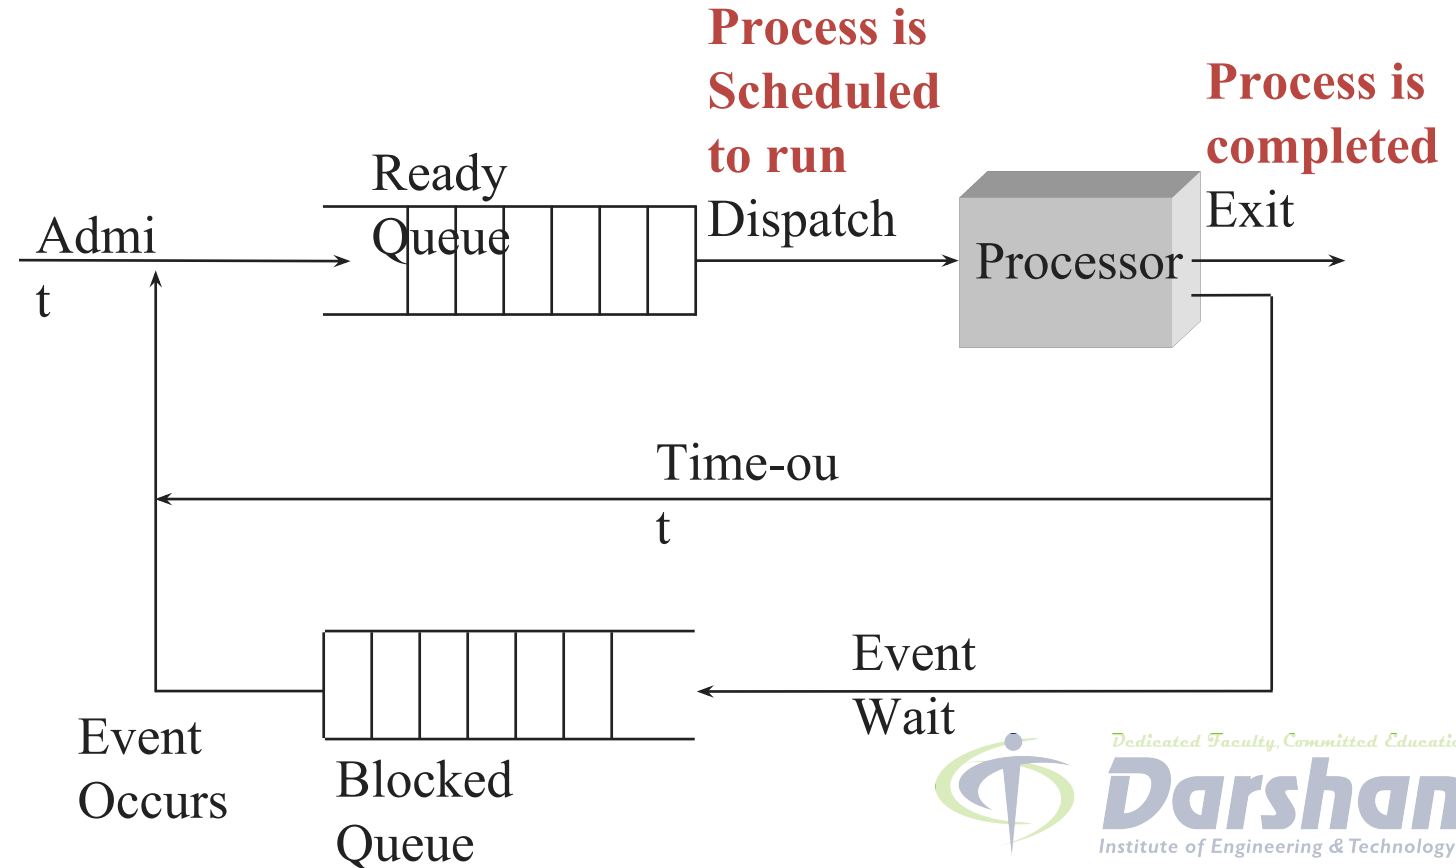 Process is
Scheduled
to run
Process is
completed
Ready
Queue
Dispatch
Exit
Admi
t
Processor
Time-ou
t
Event
Wait
Event
Occurs
Blocked
Queue
Dedicated Faculty, Committed Educatio
Darshan
Institute of Engineering & Technology